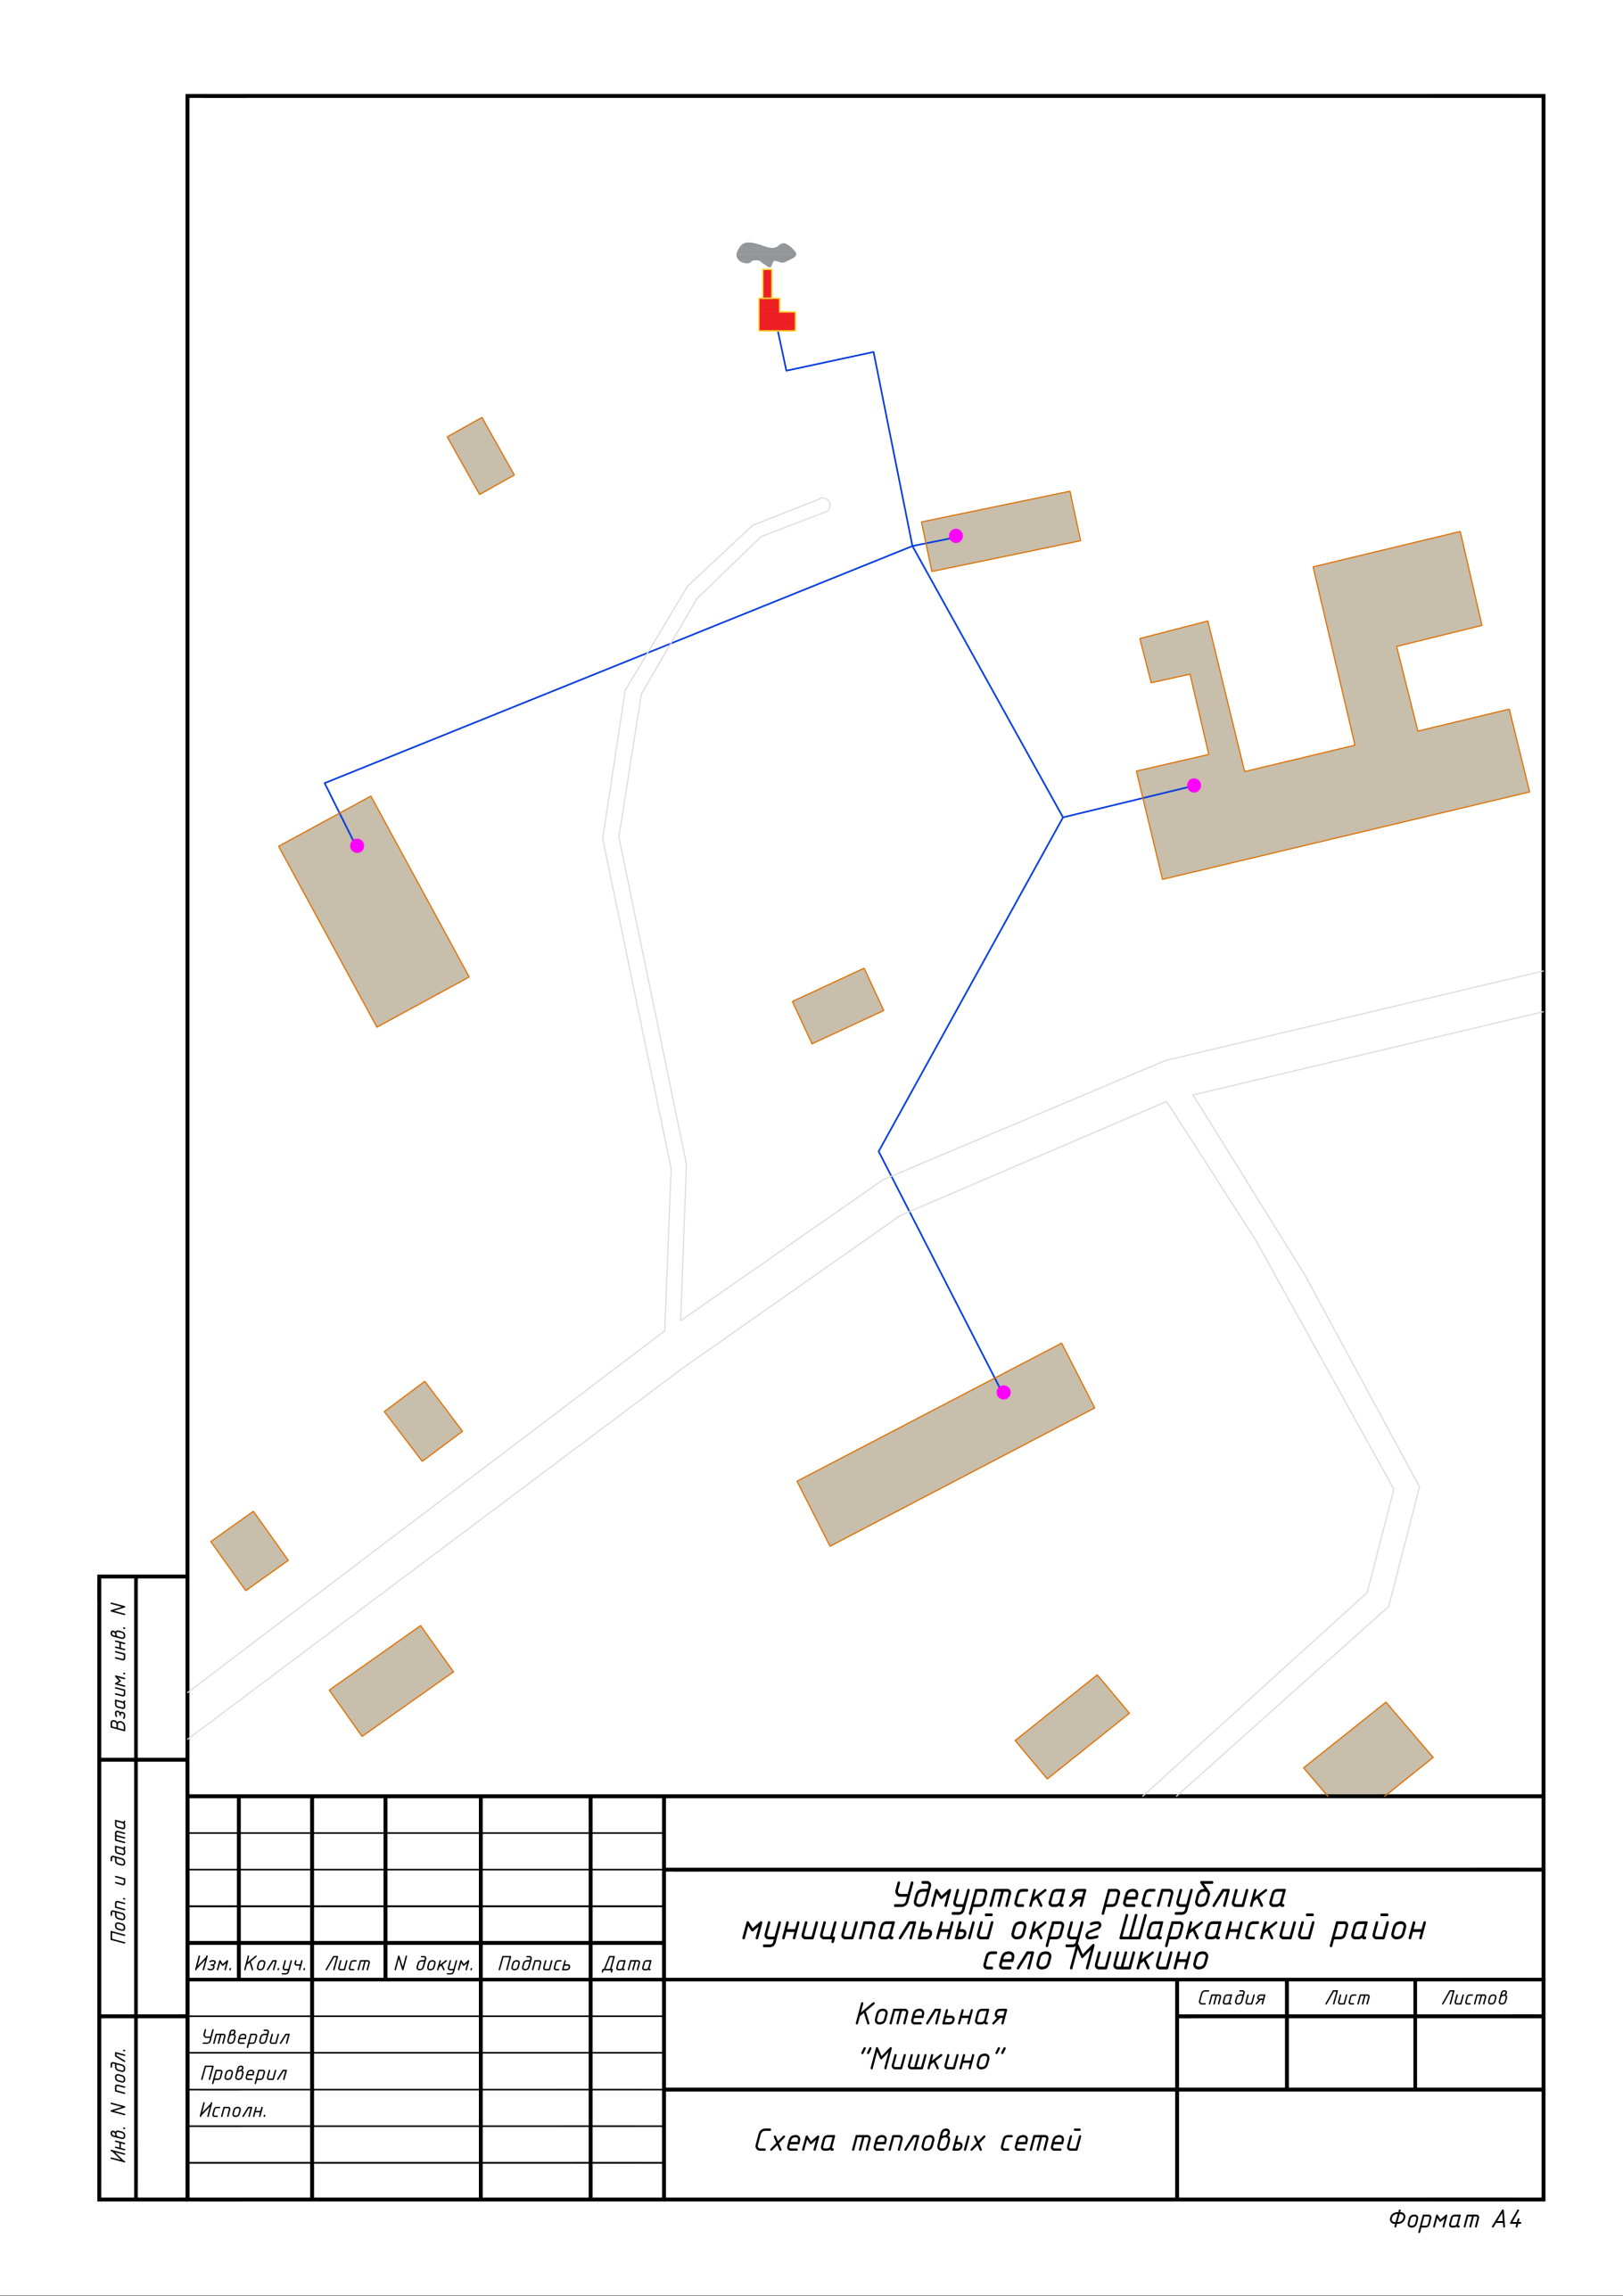 Взаим. инв. N
Подп. и дата
Инв. N подл.
Удмуртская республика
муниципальный округ Шарканский район
село Мишкино
Изм. Кол.уч. Лист N докум. Подпись Дата
Котельная
"Мишкино"
Стадия Лист Листов
Утвердил
Проверил
Исполн.
Схема тепловых сетей
Формат А4